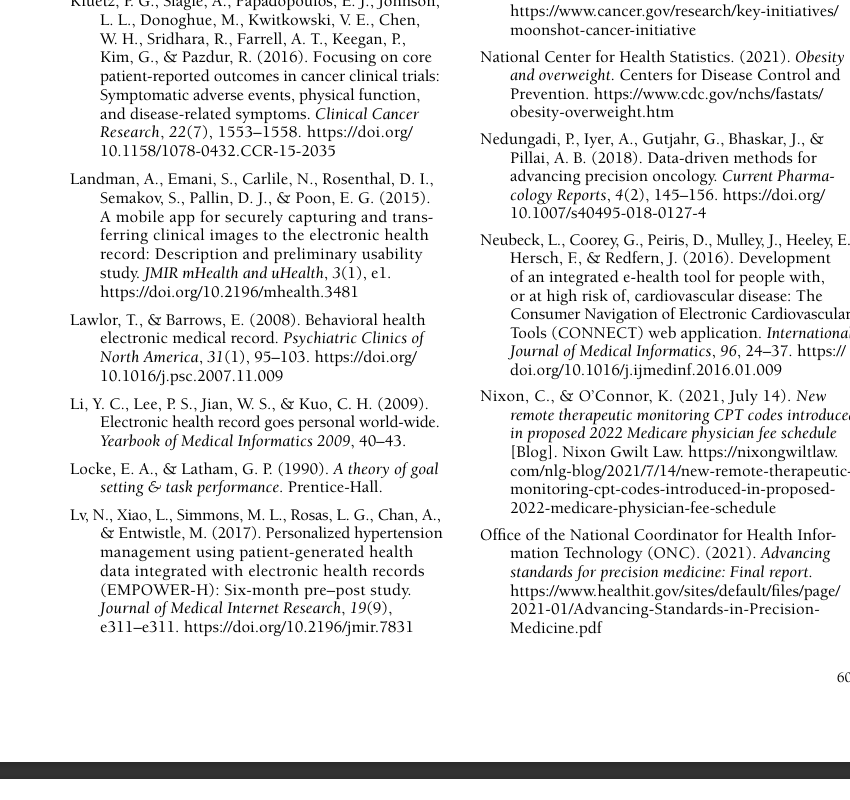 Kluetz, P. G., Slagle, A., Papadopoulos, E. J., Johnson,
L. L., Donoghue, M., Kwitkowski, V. E., Chen,
W. H., Sridhara, R., Farrell, A. T., Keegan, P.,
Kim, G., & Pazdur, R. (2016). Focusing on core
patient-reported outcomes in cancer clinical trials:
Symptomatic adverse events, physical function,
and disease-related symptoms. Clinical Cancer
Research, 22(7), 1553–1558. https://doi.org/
10.1158/1078-0432.CCR-15-2035
Landman, A., Emani, S., Carlile, N., Rosenthal, D. I.,
Semakov, S., Pallin, D. J., & Poon, E. G. (2015).
A mobile app for securely capturing and trans-
ferring clinical images to the electronic health
record: Description and preliminary usability
study. JMIR mHealth and uHealth, 3(1), e1.
https://doi.org/10.2196/mhealth.3481
Lawlor, T., & Barrows, E. (2008). Behavioral health
electronic medical record. Psychiatric Clinics of
North America, 31(1), 95–103. https://doi.org/
10.1016/j.psc.2007.11.009
Li, Y. C., Lee, P. S., Jian, W. S., & Kuo, C. H. (2009).
Electronic health record goes personal world-wide.
Yearbook of Medical Informatics 2009, 40–43.
Locke, E. A., & Latham, G. P. (1990). A theory of goal
setting & task performance. Prentice-Hall.
Lv, N., Xiao, L., Simmons, M. L., Rosas, L. G., Chan, A.,
& Entwistle, M. (2017). Personalized hypertension
management using patient-generated health
data integrated with electronic health records
(EMPOWER-H): Six-month pre–post study.
Journal of Medical Internet Research, 19(9),
e311–e311. https://doi.org/10.2196/jmir.7831
https://www.cancer.gov/research/key-initiatives/
moonshot-cancer-initiative
National Center for Health Statistics. (2021). Obesity
and overweight. Centers for Disease Control and
Prevention. https://www.cdc.gov/nchs/fastats/
obesity-overweight.htm
Nedungadi, P., Iyer, A., Gutjahr, G., Bhaskar, J., &
Pillai, A. B. (2018). Data-driven methods for
advancing precision oncology. Current Pharma-
cology Reports, 4(2), 145–156. https://doi.org/
10.1007/s40495-018-0127-4
Neubeck, L., Coorey, G., Peiris, D., Mulley, J., Heeley, E.
Hersch, F., & Redfern, J. (2016). Development
of an integrated e-health tool for people with,
or at high risk of, cardiovascular disease: The
Consumer Navigation of Electronic Cardiovascular
Tools (CONNECT) web application. International
Journal of Medical Informatics, 96, 24–37. https://
doi.org/10.1016/j.ijmedinf.2016.01.009
Nixon, C., & O’Connor, K. (2021, July 14). New
remote therapeutic monitoring CPT codes introduced
in proposed 2022 Medicare physician fee schedule
[Blog]. Nixon Gwilt Law. https://nixongwiltlaw.
com/nlg-blog/2021/7/14/new-remote-therapeutic-
monitoring-cpt-codes-introduced-in-proposed-
2022-medicare-physician-fee-schedule
Office of the National Coordinator for Health Infor-
mation Technology (ONC). (2021). Advancing
standards for precision medicine: Final report.
https://www.healthit.gov/sites/default/files/page/
2021-01/Advancing-Standards-in-Precision-
Medicine.pdf
60